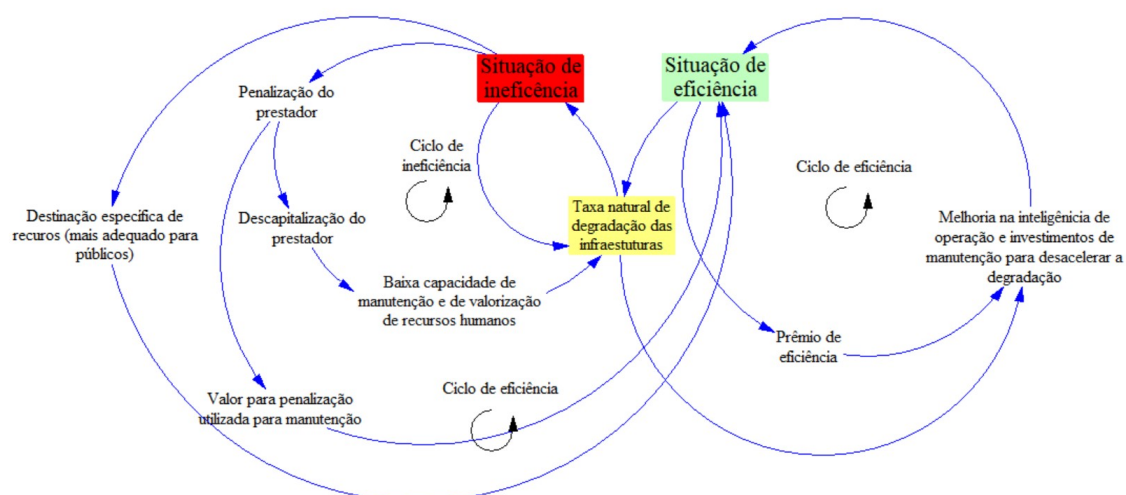 Situação de
ineficência
Situação de
eficiência
Penalização do
prestador
Ciclo de
ineficiência
Ciclo de eficiência
Destinação específica de
recuros (mais adequado para
públicos)
Descapitalização do
prestador
Taxa natural de
degradação das
infraestuturas
Melhoria na inteligênicia de
operação e investimentos de
manutenção para desacelerar a
degradação
Baixa capacidade de
manutenção e de valorização
de recursos humanos
Prêmio de
eficiência
Valor para penalização
utilizada para manutenção
Ciclo de eficiência